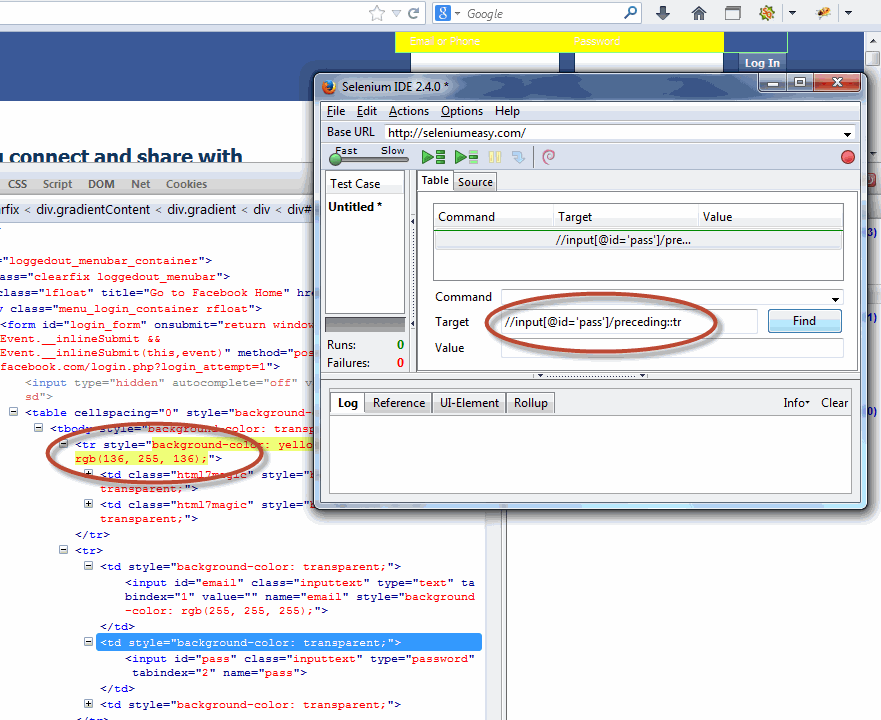 Google
Email or Phone
Password
Log In
connect and share with
Selenium IDE 2.4.0 *
File Edit Actions Options Help
Base URL http://seleniumeasy.com/
Fast Slow
Test Case
Untitled *
Runs: 0
Failures: 0
Table Source
Command Target Value
//input[@id='pass']/prec...
Command
Target //input[@id='pass']/preceding::tr Find
Value
Log Reference UI-Element Rollup Info Clear
CSS Script DOM Net Cookies
rfix < div.gradientContent < div.gradient < div < div#
="loggedout_menubar_container">
ass="clearfix loggedout_menubar">
class="lfloat" title="Go to Facebook Home" hr
class="menu_login_container rfloat">
<form id="login_form" onsubmit="return window
Event.__inlineSubmit &&
Event.__inlineSubmit(this,event)" method="pos
facebook.com/login.php?login_attempt=1">
<input type="hidden" autocomplete="off" v
sd">
<table cellspacing="0" style="background-
<tbody style="background-color: transp
<tr style="background-color: yello
rgb(136, 255, 136);">
<td class="html7magic" style="b
transparent;">
<td class="html7magic" style="b
transparent;">
</tr>
<tr>
<td style="background-color: transparent;">
<input id="email" class="inputtext" type="text" ta
bindex="1" value="" name="email" style="background
-color: rgb(255, 255, 255);">
</td>
<td style="background-color: transparent;">
<input id="pass" class="inputtext" type="password"
tabindex="2" name="pass">
</td>
<td style="background-color: transparent;">
</tr>